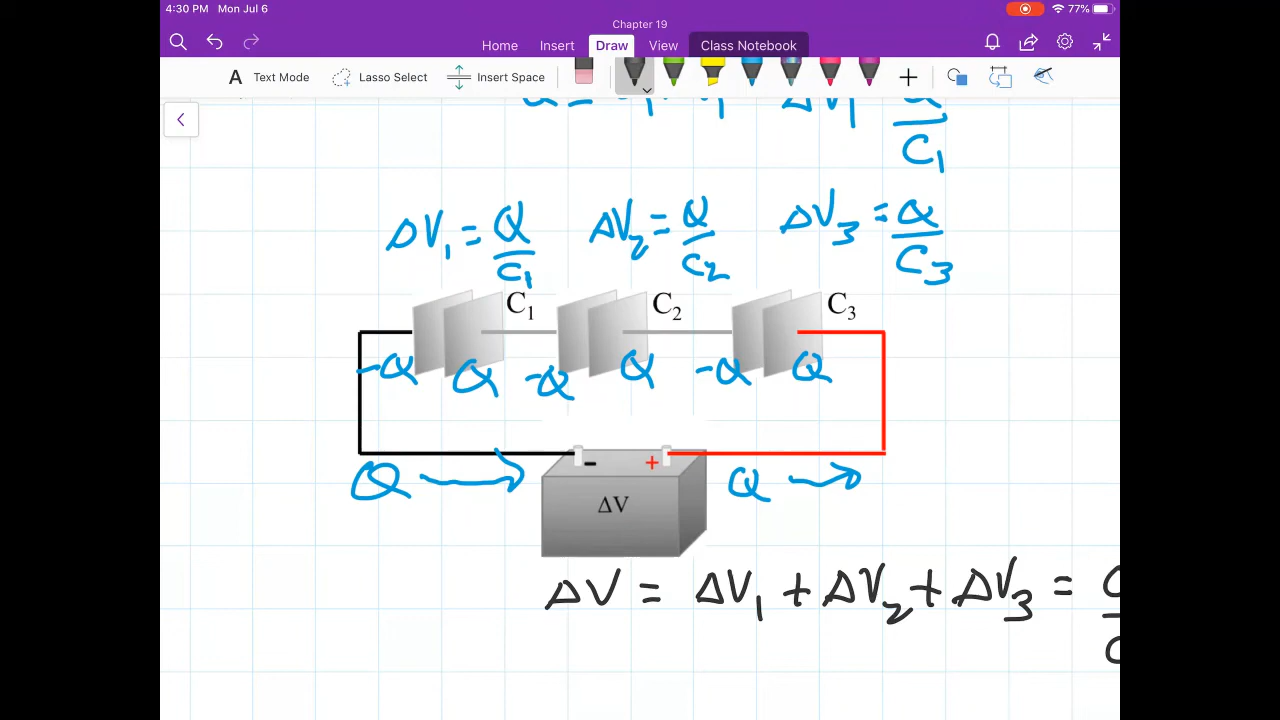 4:30 PM Mon Jul 6
77%
Chapter 19
Home Insert Draw View Class Notebook
A Text Mode Lasso Select Insert Space
ΔV₁ Q/C₁
ΔV₁ = Q/C₁ ΔV₂ = Q/C₂ ΔV₃ = Q/C₃
C₁ C₂ C₃
-Q Q -Q Q -Q Q
- +
Q → Q →
ΔV
ΔV = ΔV₁ + ΔV₂ + ΔV₃ =